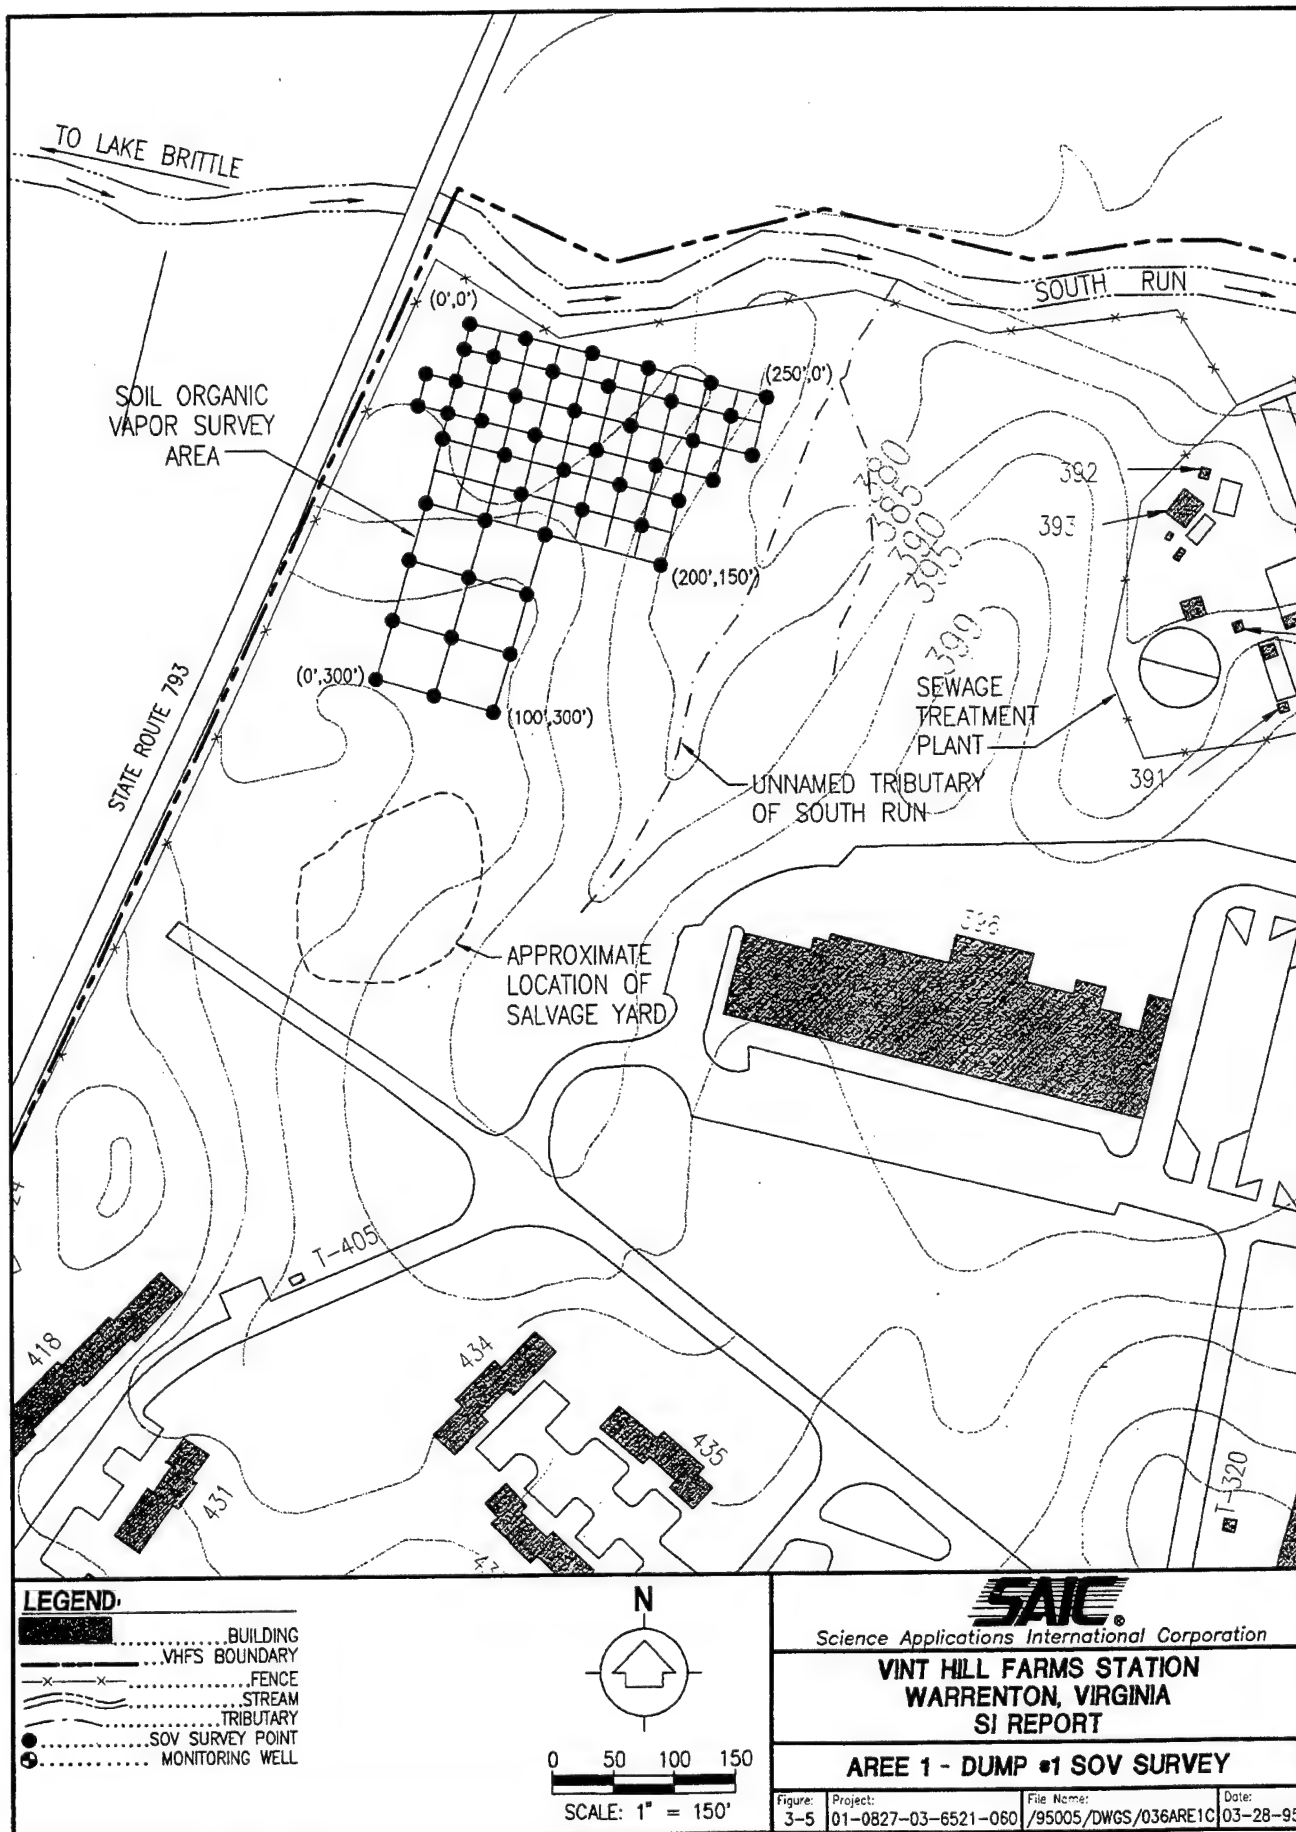 TO LAKE BRITTLE
(0',0')
SOUTH RUN
SOIL ORGANIC
VAPOR SURVEY
AREA
(250',0')
380
385
390
395
399
392
393
(200',150')
(0',300')
(100',300')
STATE ROUTE 793
SEWAGE
TREATMENT
PLANT
391
UNNAMED TRIBUTARY
OF SOUTH RUN
396
APPROXIMATE
LOCATION OF
SALVAGE YARD
T-405
418
434
435
431
T-320
LEGEND:
BUILDING
VHFS BOUNDARY
FENCE
STREAM
TRIBUTARY
SOV SURVEY POINT
MONITORING WELL
N
0 50 100 150
SCALE: 1" = 150'
SAIC®
Science Applications International Corporation
VINT HILL FARMS STATION
WARRENTON, VIRGINIA
SI REPORT
AREE 1 - DUMP #1 SOV SURVEY
Figure: 3-5
Project: 01-0827-03-6521-060
File Name: /95005/DWGS/036ARE1C
Date: 03-28-95